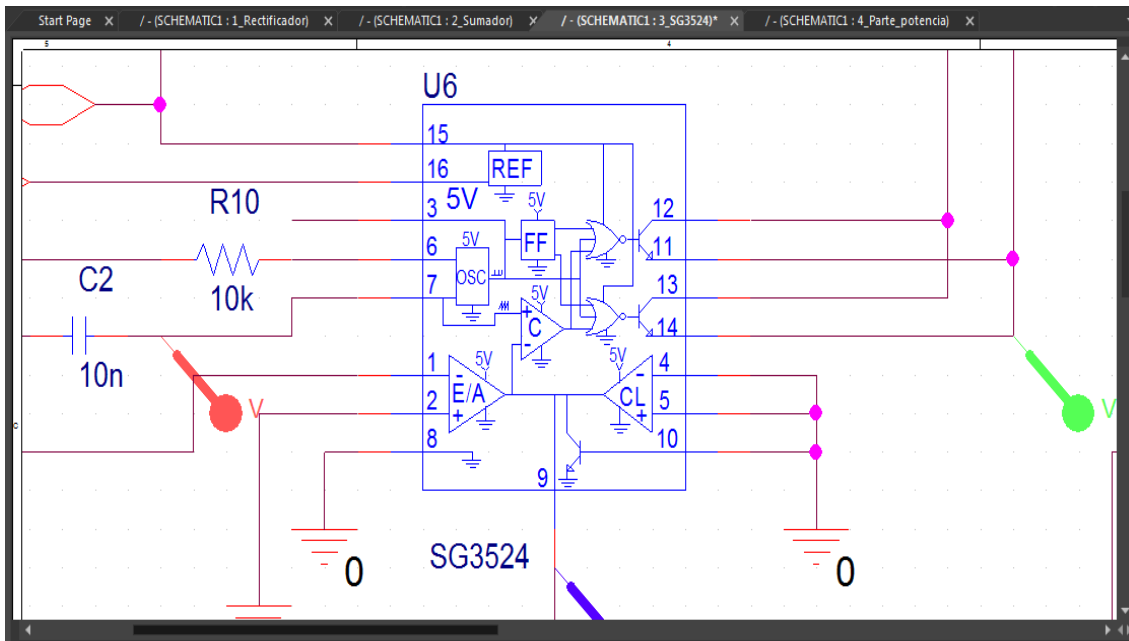 Start Page
/ - (SCHEMATIC1 : 1_Rectificador)
/ - (SCHEMATIC1 : 2_Sumador)
/ - (SCHEMATIC1 : 3_SG3524)*
/ - (SCHEMATIC1 : 4_Parte_potencia)
5
4
U6
15
16
REF
5V
5V
R10
3
12
6
5V
FF
11
OSC
C2
7
10k
5V
13
+
C
-
14
10n
1
-
5V
5V
-
4
E/A
CL
2
+
+
5
V
V
8
10
C
9
SG3524
0
0